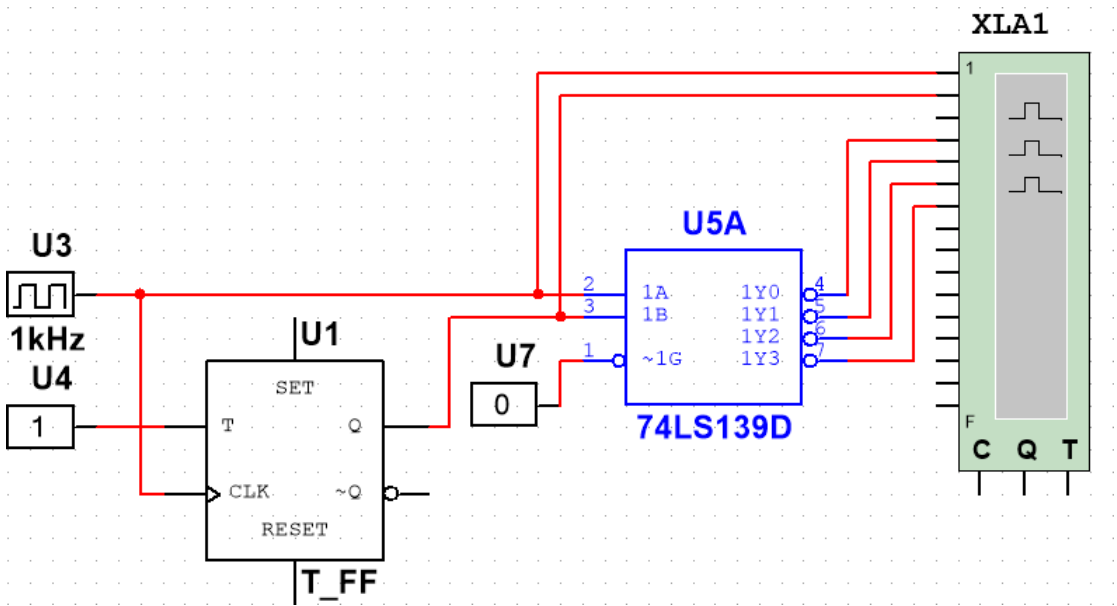 XLA1
1
U5A
U3
2 1A 1Y0 4
3 1B 1Y1 5
1kHz
U1
1Y2 6
U4
U7
1 ~1G 1Y3 7
SET
0
1
T Q
74LS139D
F
C Q T
CLK ~Q
RESET
T_FF